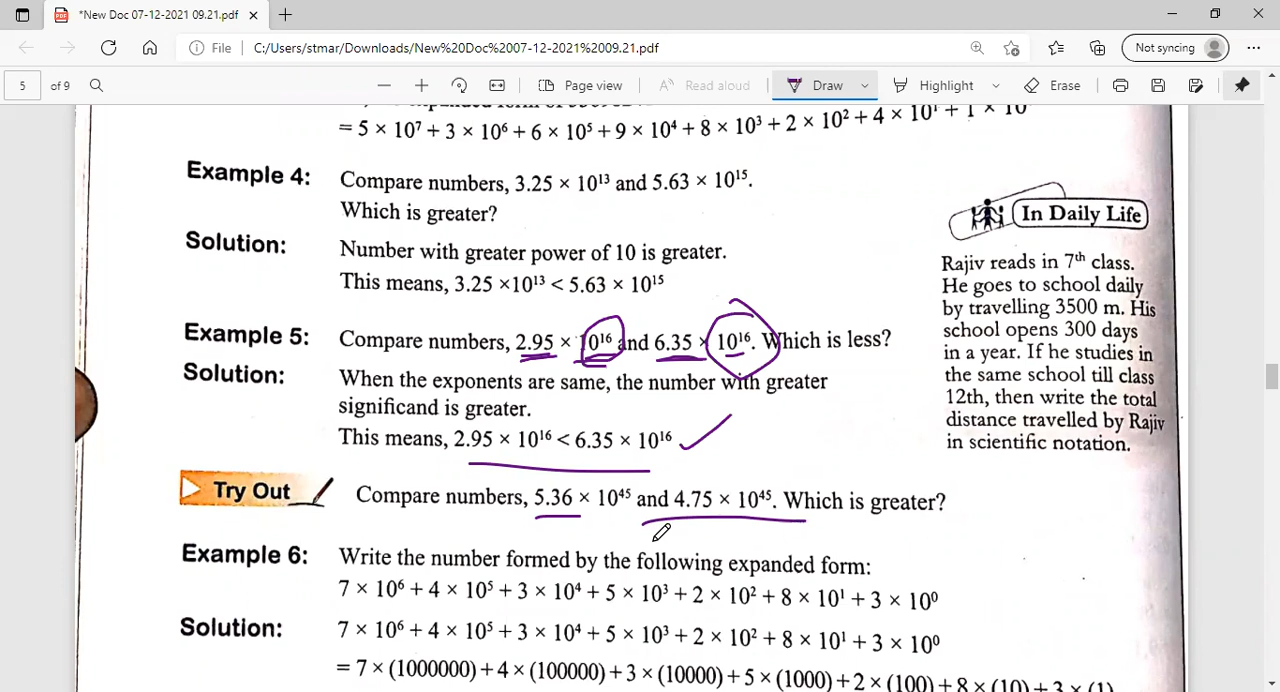 *New Doc 07-12-2021 09.21.pdf
File C:/Users/stmar/Downloads/New%20Doc%2007-12-2021%2009.21.pdf
Not syncing
5 of 9
Page view
Read aloud
Draw
Highlight
Erase
= 5 × 10⁷ + 3 × 10⁶ + 6 × 10⁵ + 9 × 10⁴ + 8 × 10³ + 2 × 10² + 4 × 10¹ + 1 × 10
Example 4: Compare numbers, 3.25 × 10¹³ and 5.63 × 10¹⁵.
Which is greater?
Solution: Number with greater power of 10 is greater.
This means, 3.25 ×10¹³ < 5.63 × 10¹⁵
Example 5: Compare numbers, 2.95 × 10¹⁶ and 6.35 × 10¹⁶. Which is less?
Solution: When the exponents are same, the number with greater
significand is greater.
This means, 2.95 × 10¹⁶ < 6.35 × 10¹⁶
Try Out Compare numbers, 5.36 × 10⁴⁵ and 4.75 × 10⁴⁵. Which is greater?
Example 6: Write the number formed by the following expanded form:
7 × 10⁶ + 4 × 10⁵ + 3 × 10⁴ + 5 × 10³ + 2 × 10² + 8 × 10¹ + 3 × 10⁰
Solution: 7 × 10⁶ + 4 × 10⁵ + 3 × 10⁴ + 5 × 10³ + 2 × 10² + 8 × 10¹ + 3 × 10⁰
= 7 × (1000000) + 4 × (100000) + 3 × (10000) + 5 × (1000) + 2 × (100) + 8 × (10) + 3 × (1)
In Daily Life
Rajiv reads in 7th class.
He goes to school daily
by travelling 3500 m. His
school opens 300 days
in a year. If he studies in
the same school till class
12th, then write the total
distance travelled by Rajiv
in scientific notation.